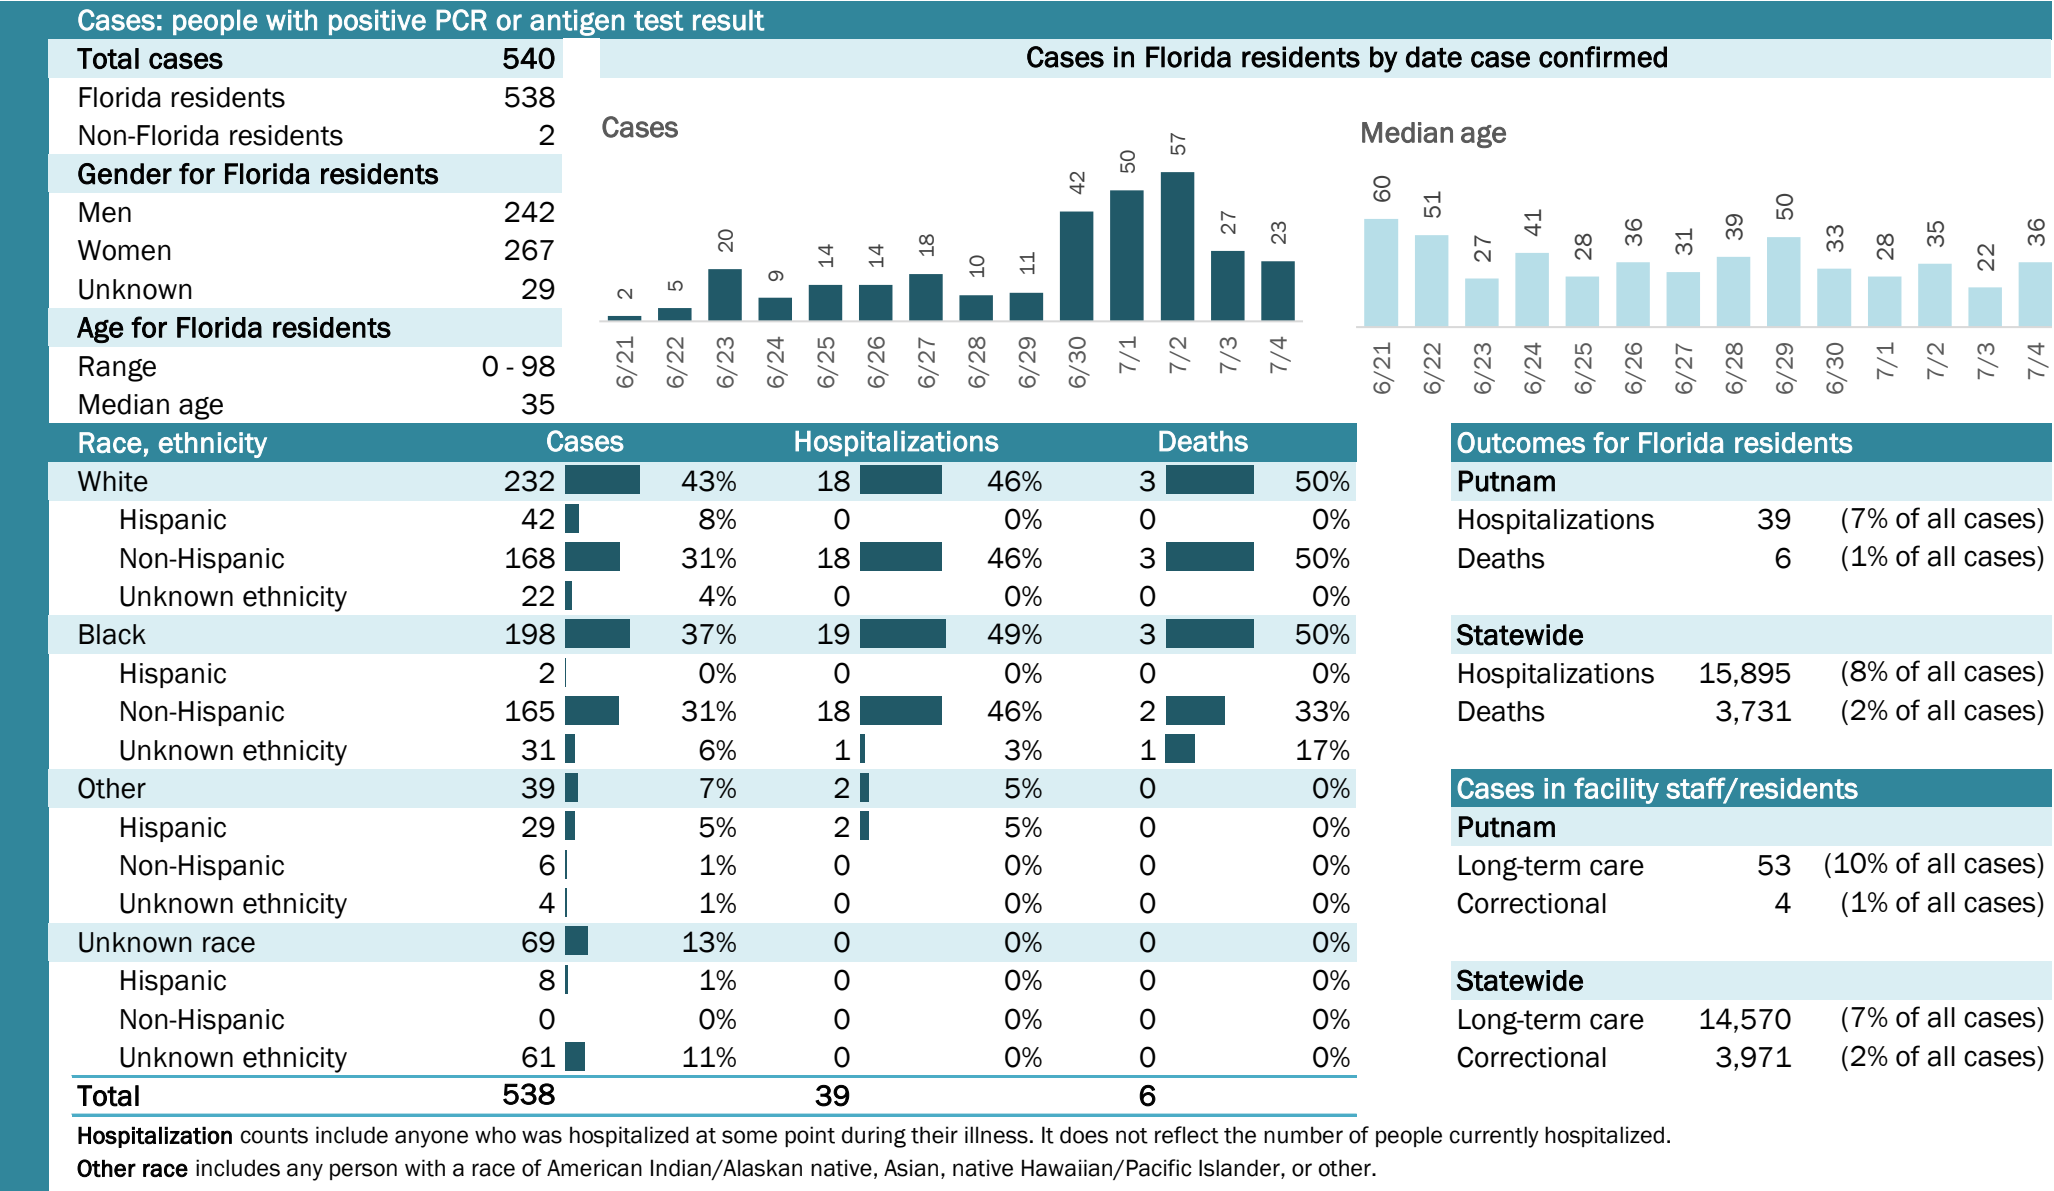 Cases: people with positive PCR or antigen test result
Total cases 540
Florida residents 538
Non-Florida residents 2
Gender for Florida residents
Men 242
Women 267
Unknown 29
Age for Florida residents
Range 0 - 98
Median age 35
Cases in Florida residents by date case confirmed
Cases
2 5 20 9 14 14 18 10 11 42 50 57 27 23
6/21 6/22 6/23 6/24 6/25 6/26 6/27 6/28 6/29 6/30 7/1 7/2 7/3 7/4
Median age
60 51 27 41 28 36 31 39 50 33 28 35 22 36
6/21 6/22 6/23 6/24 6/25 6/26 6/27 6/28 6/29 6/30 7/1 7/2 7/3 7/4
Race, ethnicity Cases Hospitalizations Deaths
White 232 43% 18 46% 3 50%
Hispanic 42 8% 0 0% 0 0%
Non-Hispanic 168 31% 18 46% 3 50%
Unknown ethnicity 22 4% 0 0% 0 0%
Black 198 37% 19 49% 3 50%
Hispanic 2 0% 0 0% 0 0%
Non-Hispanic 165 31% 18 46% 2 33%
Unknown ethnicity 31 6% 1 3% 1 17%
Other 39 7% 2 5% 0 0%
Hispanic 29 5% 2 5% 0 0%
Non-Hispanic 6 1% 0 0% 0 0%
Unknown ethnicity 4 1% 0 0% 0 0%
Unknown race 69 13% 0 0% 0 0%
Hispanic 8 1% 0 0% 0 0%
Non-Hispanic 0 0% 0 0% 0 0%
Unknown ethnicity 61 11% 0 0% 0 0%
Total 538 39 6
Outcomes for Florida residents
Putnam
Hospitalizations 39 (7% of all cases)
Deaths 6 (1% of all cases)
Statewide
Hospitalizations 15,895 (8% of all cases)
Deaths 3,731 (2% of all cases)
Cases in facility staff/residents
Putnam
Long-term care 53 (10% of all cases)
Correctional 4 (1% of all cases)
Statewide
Long-term care 14,570 (7% of all cases)
Correctional 3,971 (2% of all cases)
Hospitalization counts include anyone who was hospitalized at some point during their illness. It does not reflect the number of people currently hospitalized.
Other race includes any person with a race of American Indian/Alaskan native, Asian, native Hawaiian/Pacific Islander, or other.